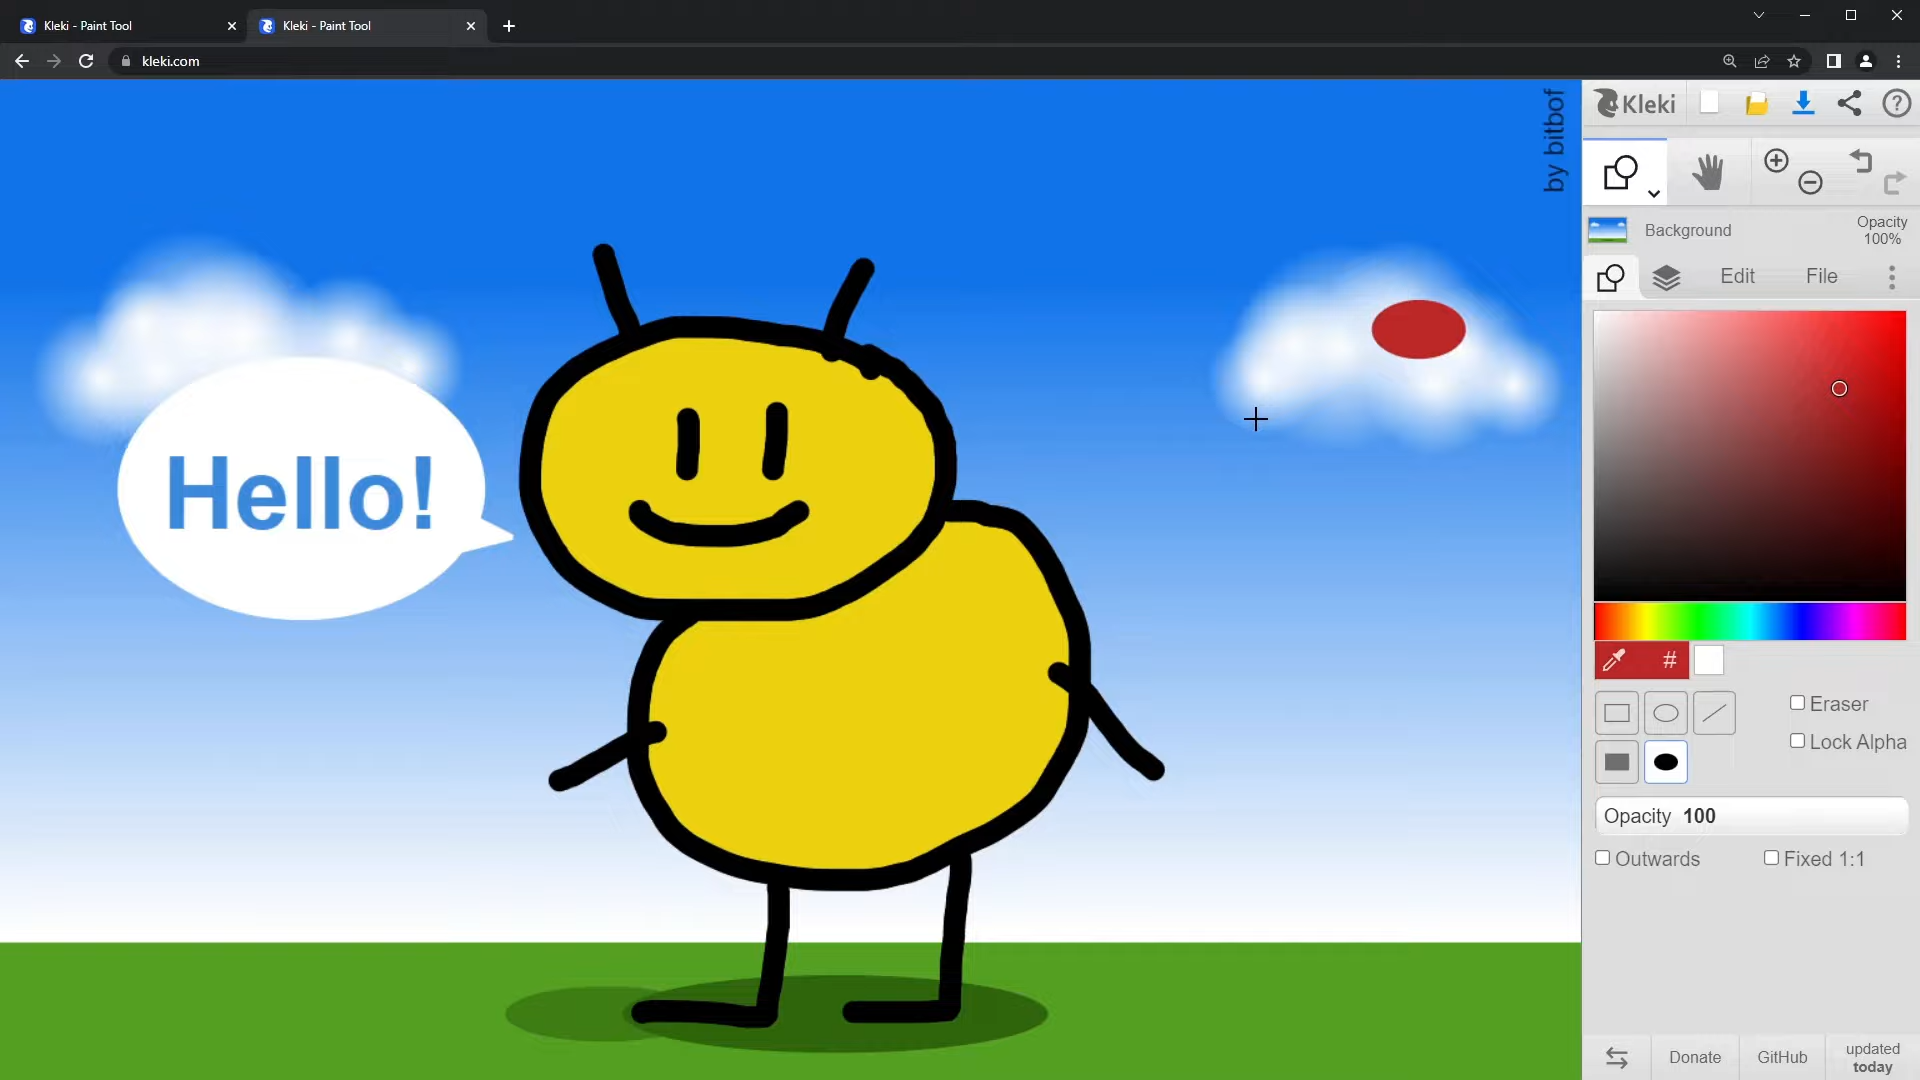 Kleki - Paint Tool
Kleki - Paint Tool
kleki.com
by bitbof
Kleki
Background
Opacity
100%
Edit
File
Hello!
#
Eraser
Lock Alpha
Opacity 100
Outwards
Fixed 1:1
Donate
GitHub
updated
today